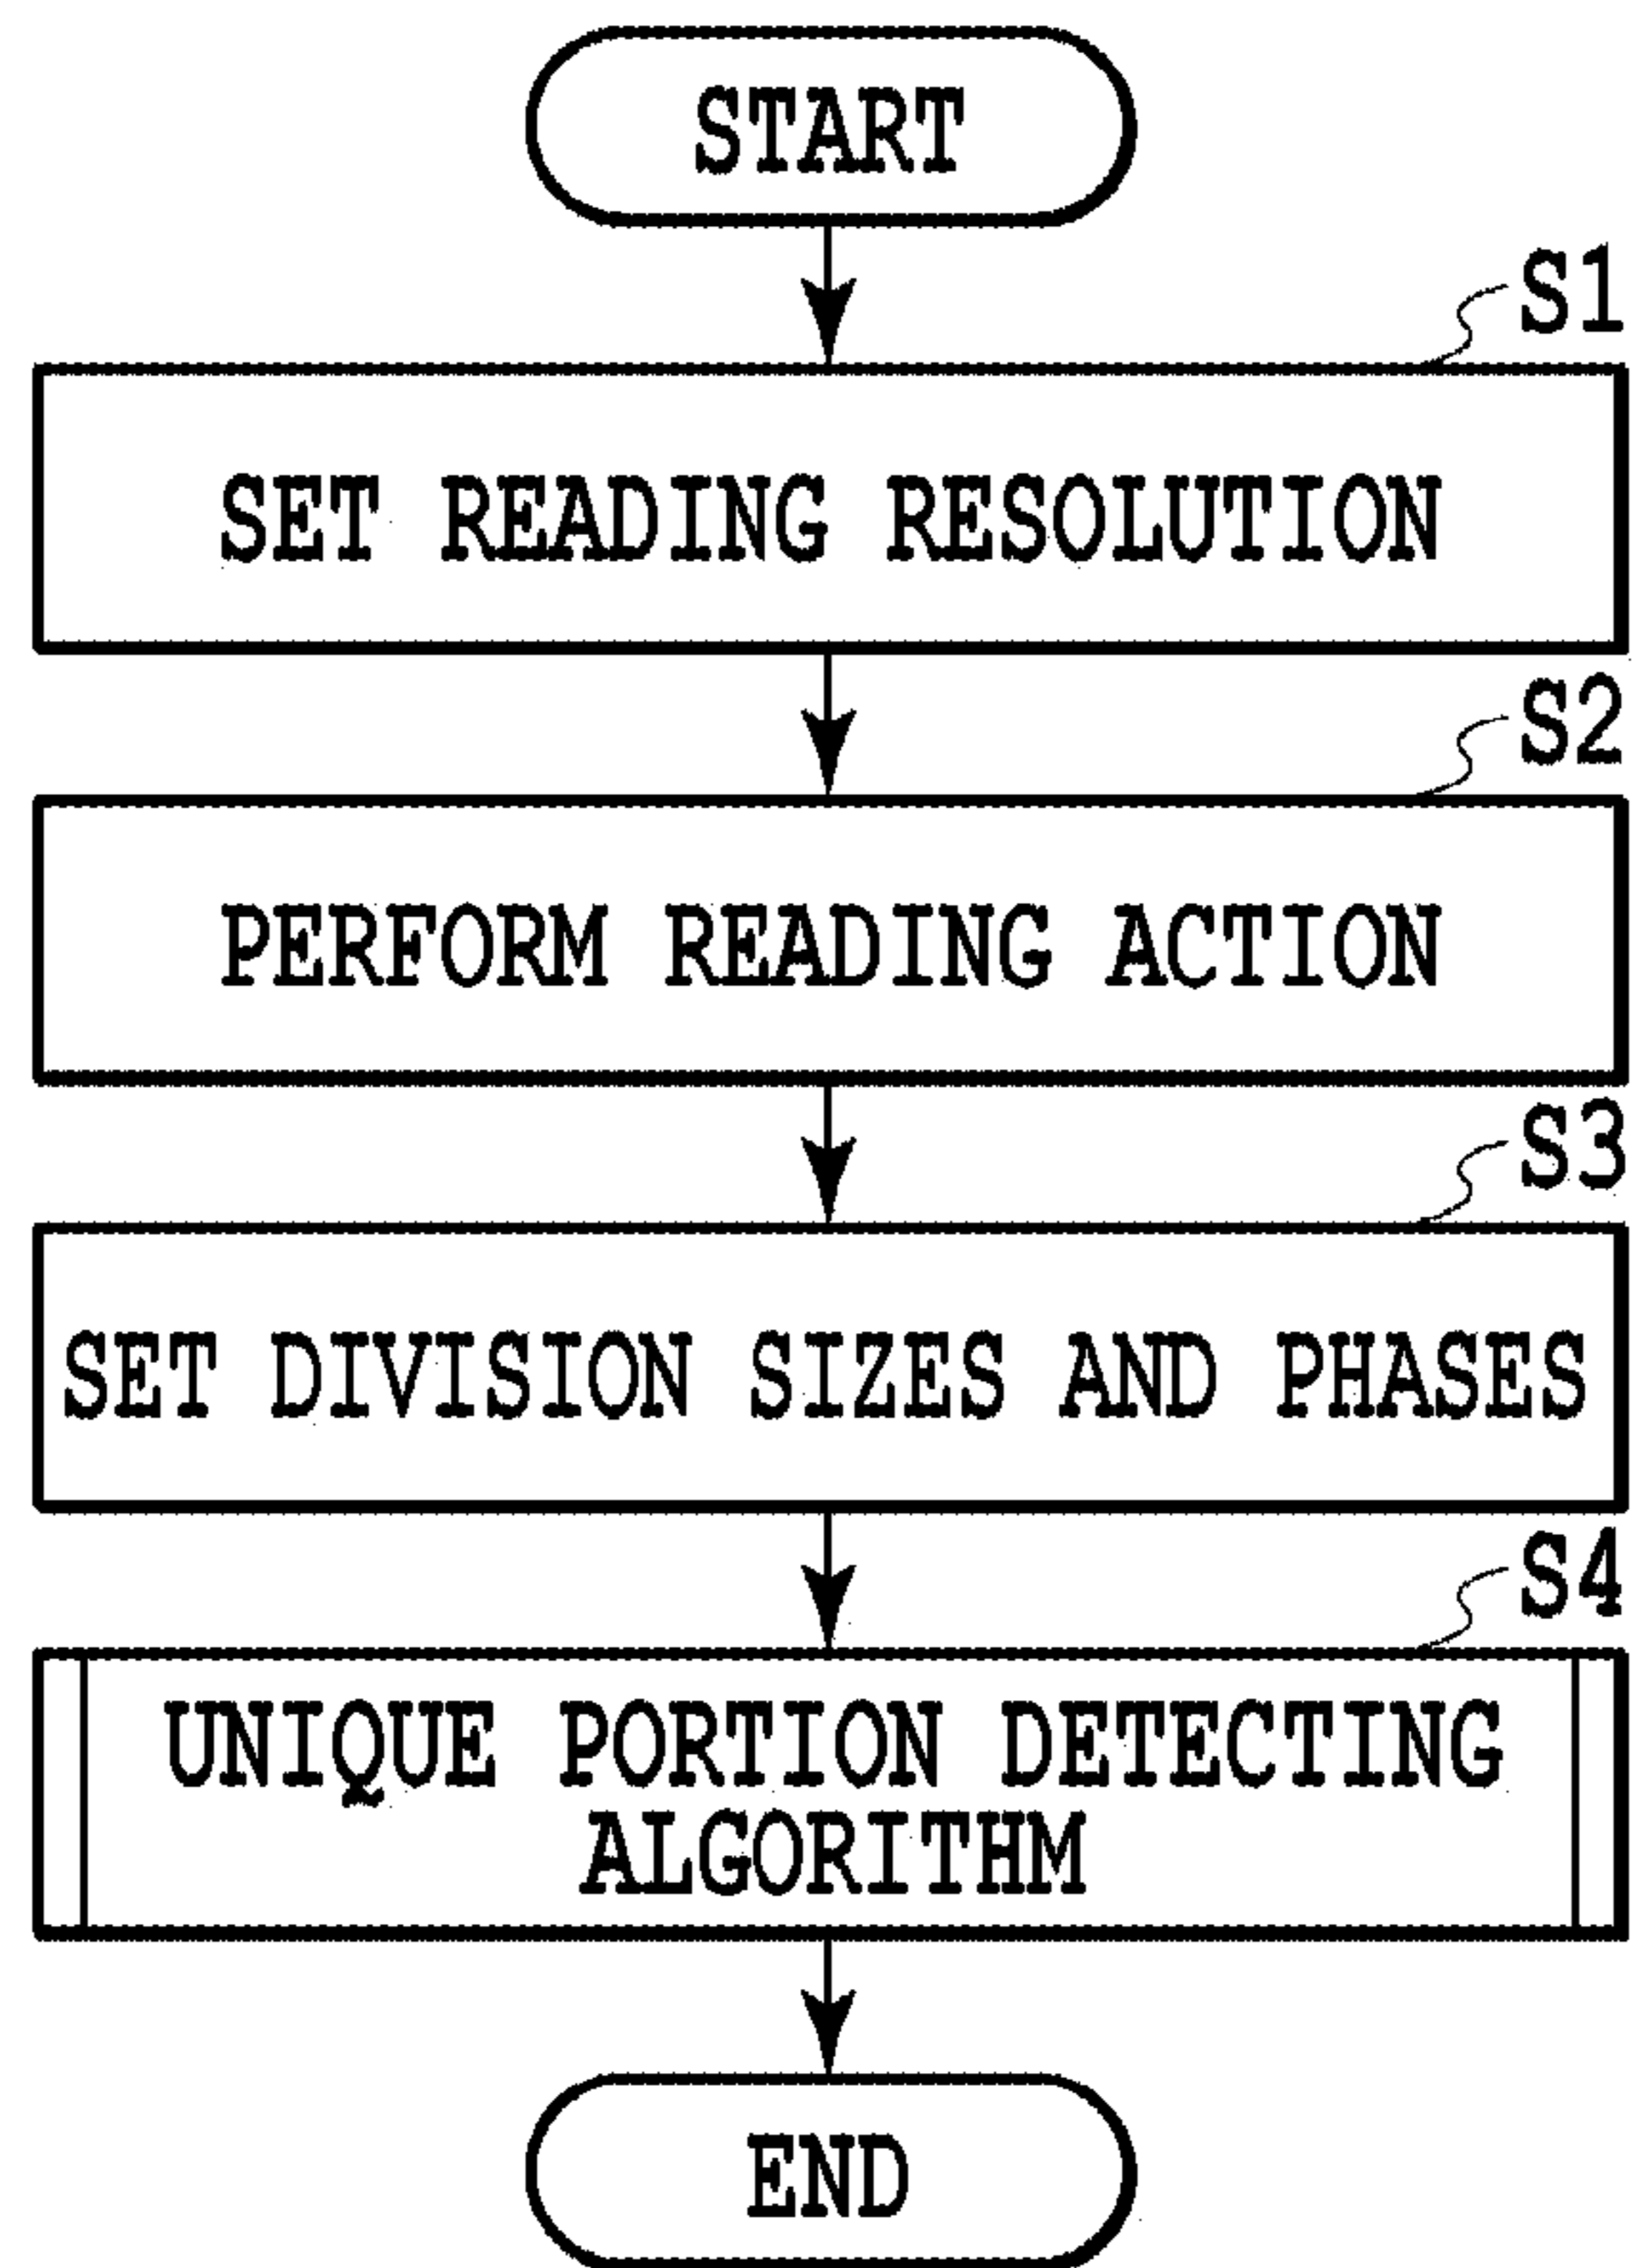 START
S1
SET READING RESOLUTION
S2
PERFORM READING ACTION
S3
SET DIVISION SIZES AND PHASES
S4
UNIQUE PORTION DETECTING
ALGORITHM
END